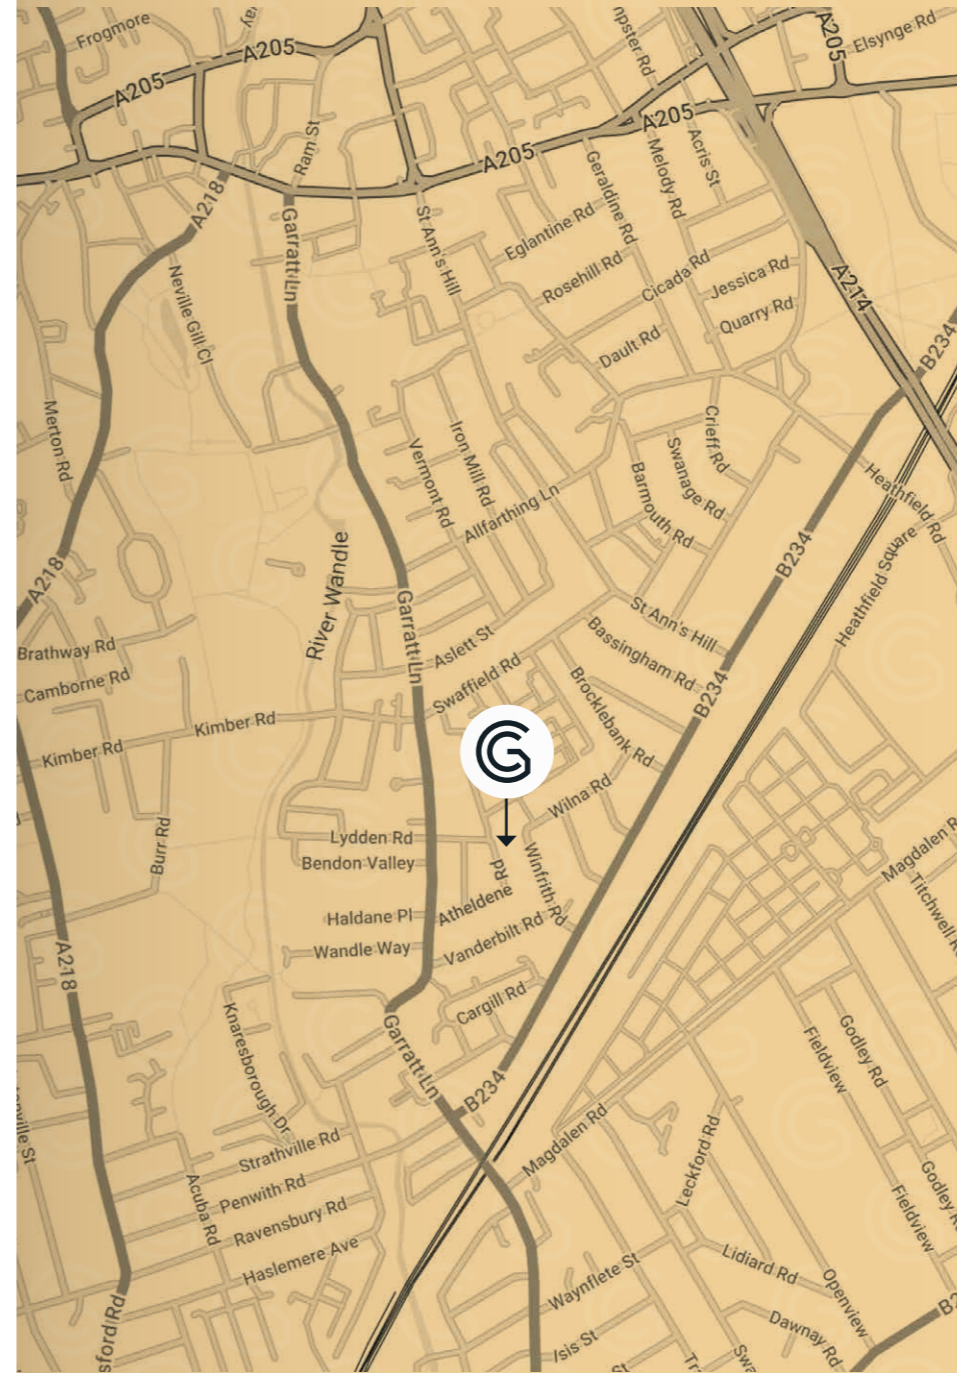 Frogmore
A205
A205
A205
A205
A205
Elsynge Rd
Ram St
Acris St
Melody Rd
Geraldine Rd
A218
Garratt Ln
St Ann's Hill
Eglantine Rd
Rosehill Rd
Cicada Rd
Jessica Rd
Quarry Rd
A214
Neville Gill Cl
Dault Rd
B234
Merton Rd
Vermont Rd
Iron Mill Rd
Crieff Rd
Swanage Rd
Barmouth Rd
Allfarthing Ln
Heathfield Rd
Heathfield Square
B234
River Wandle
A218
Garratt Ln
St Ann's Hill
Bassingham Rd
Brathway Rd
Camborne Rd
Aslett St
Swaffield Rd
B234
Brocklebank Rd
Kimber Rd
Kimber Rd
G
Wilna Rd
Burr Rd
Lydden Rd
Bendon Valley
Winfrith Rd
Magdalen R
Titchwell R
Haldane Pl
Atheldene
Rd
Wandle Way
Vanderbilt Rd
A218
Cargill Rd
Knaresborough Dr
Garratt Ln
B234
Godley Rd
Fieldview
Magdalen Rd
Leckford Rd
Strathville Rd
Acuba Rd
Penwith Rd
Ravensbury Rd
Haslemere Ave
Godley R
Fieldview
Waynflete St
Lidiard Rd
Openview
sford Rd
Isis St
Dawnay Rd